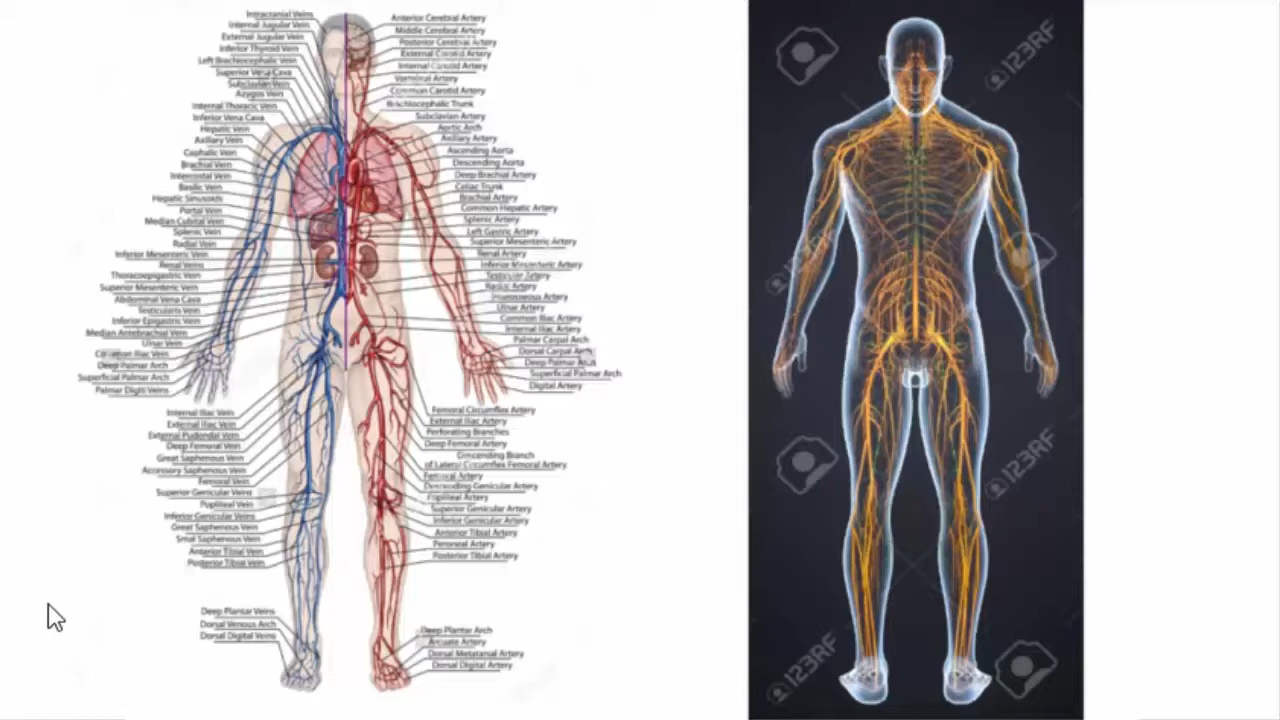 Intracranial Veins
Internal Jugular Vein
External Jugular Vein
Inferior Thyroid Vein
Left Brachiocephalic Vein
Superior Vena Cava
Subclavian Vein
Azygos Vein
Internal Thoracic Vein
Inferior Vena Cava
Hepatic Vein
Axillary Vein
Cephalic Vein
Brachial Vein
Intercostal Vein
Basilic Vein
Hepatic Sinusoids
Portal Vein
Median Cubital Vein
Splenic Vein
Radial Vein
Inferior Mesenteric Vein
Renal Veins
Thoracoepigastric Vein
Superior Mesenteric Vein
Abdominal Vena Cava
Testicularis Vein
Inferior Epigastric Vein
Median Antebrachial Vein
Ulnar Vein
Common Iliac Vein
Deep Palmar Arch
Superficial Palmar Arch
Palmar Digiti Veins
Internal Iliac Vein
External Iliac Vein
External Pudendal Vein
Deep Femoral Vein
Great Saphenous Vein
Accessory Saphenous Vein
Femoral Vein
Superior Genicular Veins
Popliteal Vein
Inferior Genicular Veins
Great Saphenous Vein
Smal Saphenous Vein
Anterior Tibial Vein
Posterior Tibial Vein
Deep Plantar Veins
Dorsal Venous Arch
Dorsal Digital Veins
Anterior Cerebral Artery
Middle Cerebral Artery
Posterior Cerebral Artery
External Carotid Artery
Internal Carotid Artery
Vertebral Artery
Common Carotid Artery
Brachiocephalic Trunk
Subclavian Artery
Aortic Arch
Axillary Artery
Ascending Aorta
Descending Aorta
Deep Brachial Artery
Celiac Trunk
Brachial Artery
Common Hepatic Artery
Splenic Artery
Left Gastric Artery
Superior Mesenteric Artery
Renal Artery
Inferior Mesenteric Artery
Testicular Artery
Radial Artery
Interosseous Artery
Ulnar Artery
Common Iliac Artery
Internal Iliac Artery
Palmar Carpal Arch
Dorsal Carpal Arch
Deep Palmar Arch
Superficial Palmar Arch
Digital Artery
Femoral Circumflex Artery
External Iliac Artery
Perforating Branches
Deep Femoral Artery
Descending Branch
of Lateral Circumflex Femoral Artery
Femoral Artery
Descending Genicular Artery
Popliteal Artery
Superior Genicular Artery
Inferior Genicular Artery
Anterior Tibial Artery
Peroneal Artery
Posterior Tibial Artery
Deep Plantar Arch
Arcuate Artery
Dorsal Metatarsal Artery
Dorsal Digital Artery
123RF
123RF
123RF
123RF